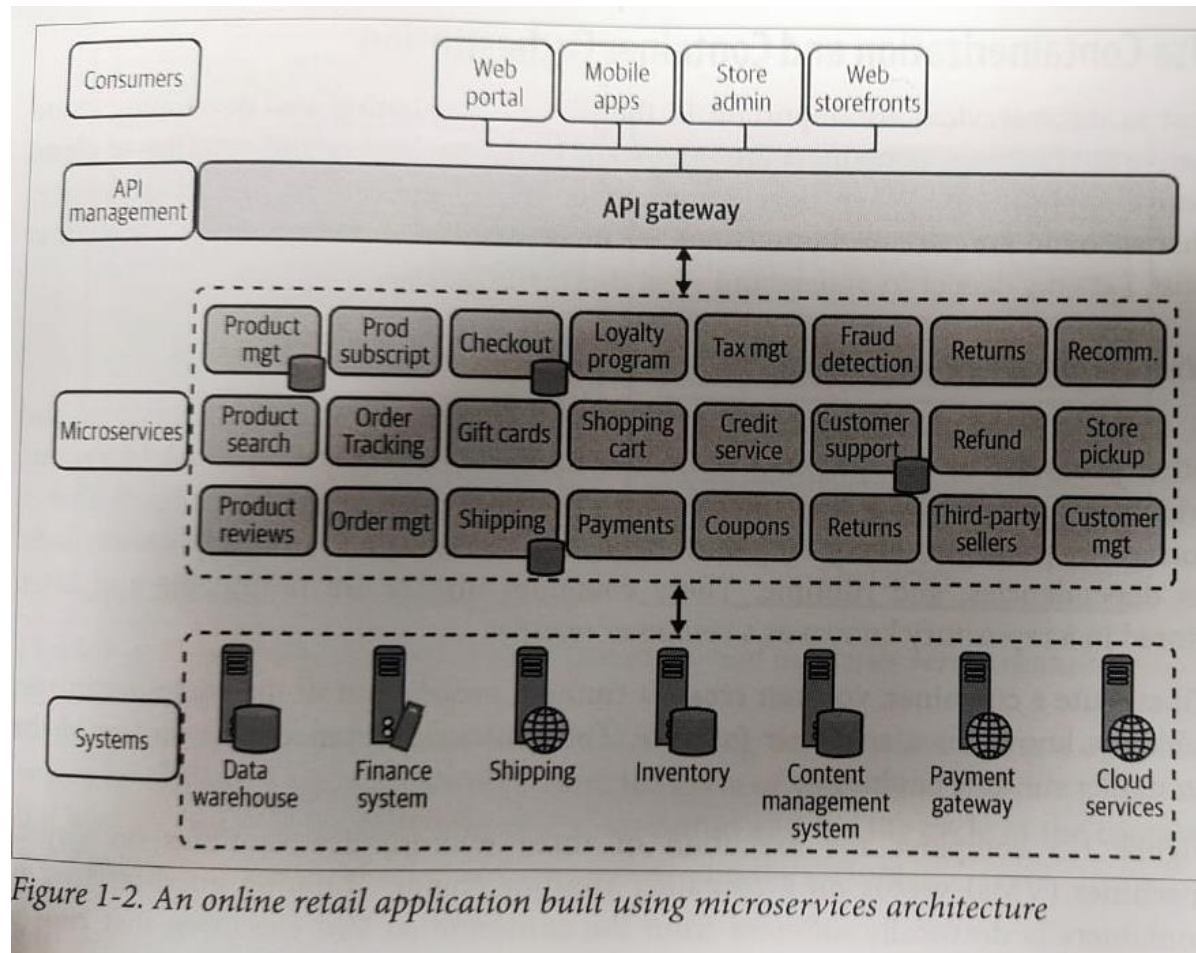 Consumers
Web
portal
Mobile
apps
Store
admin
Web
storefronts
API
management
API gateway
Microservices
Product
mgt
Prod
subscript
Checkout
Loyalty
program
Tax mgt
Fraud
detection
Returns
Recomm.
Product
search
Order
Tracking
Gift cards
Shopping
cart
Credit
service
Customer
support
Refund
Store
pickup
Product
reviews
Order mgt
Shipping
Payments
Coupons
Returns
Third-party
sellers
Customer
mgt
Systems
Data
warehouse
Finance
system
Shipping
Inventory
Content
management
system
Payment
gateway
Cloud
services
Figure 1-2. An online retail application built using microservices architecture